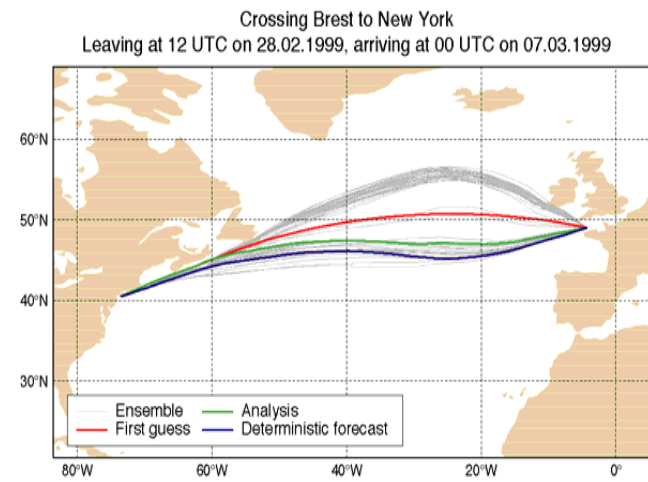 Crossing Brest to New York
Leaving at 12 UTC on 28.02.1999, arriving at 00 UTC on 07.03.1999
60°N
50°N
40°N
30°N
Ensemble
Analysis
First guess
Deterministic forecast
80°W
60°W
40°W
20°W
0°